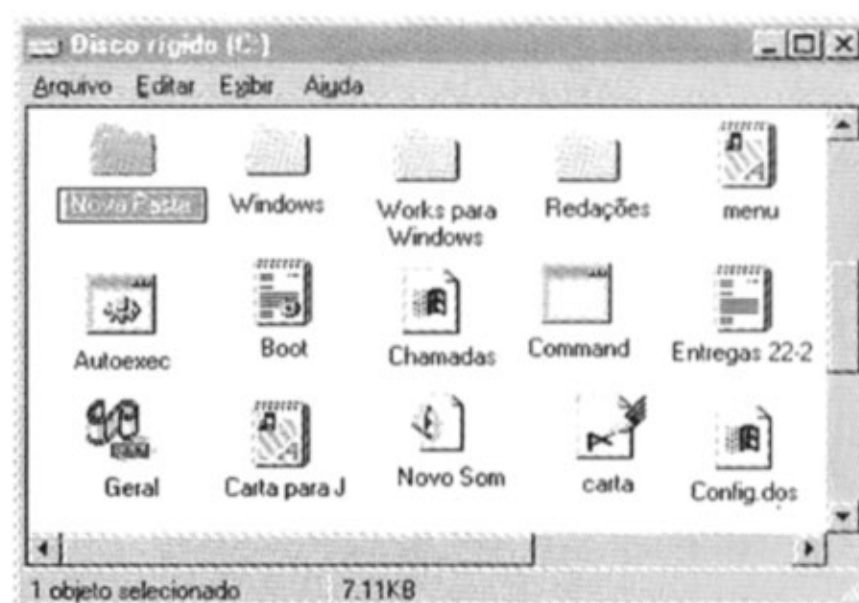 Disco rígido (C:)
Arquivo Editar Exibir Ajuda
Nova Pasta Windows Works para Windows Redações menu
Autoexec Boot Chamadas Command Entregas 22-2
Geral Carta para J Novo Som carta Config.dos
1 objeto selecionado 7.11KB